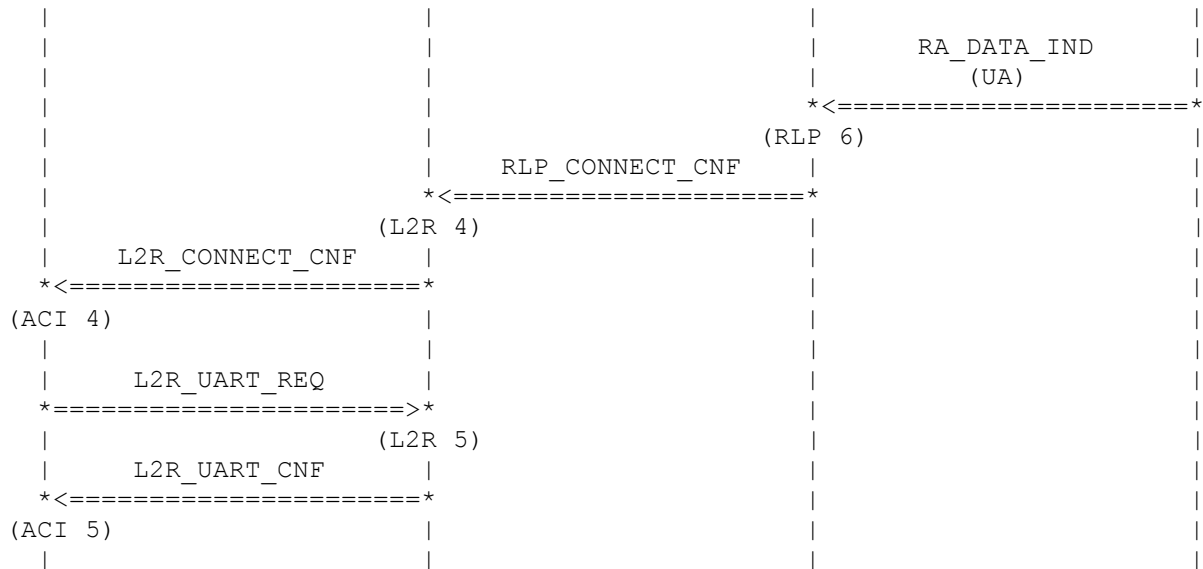 RA_DATA_IND
(UA)
(RLP 6)
RLP_CONNECT_CNF
(L2R 4)
L2R_CONNECT_CNF
(ACI 4)
L2R_UART_REQ
(L2R 5)
L2R_UART_CNF
(ACI 5)